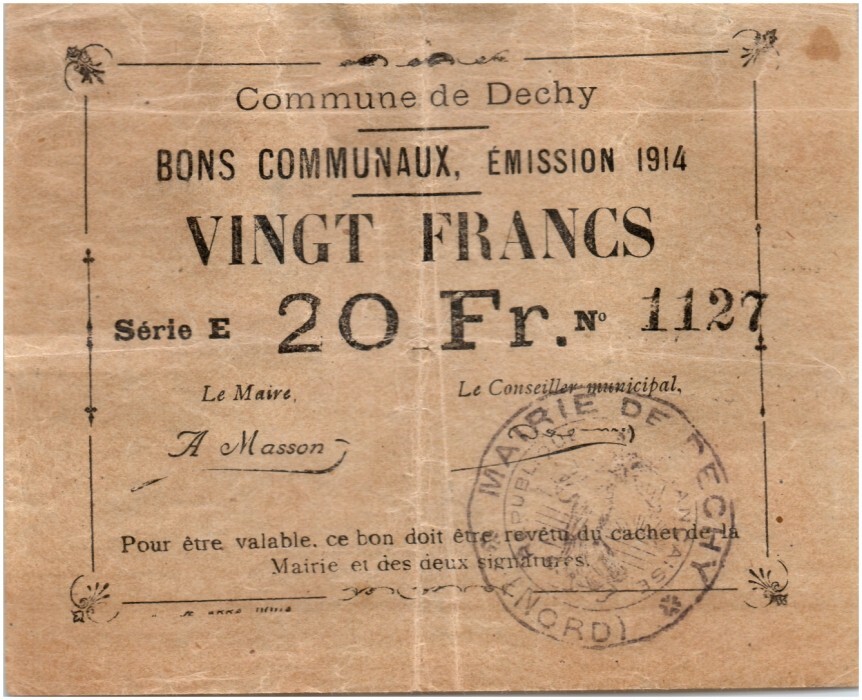 Commune de Dechy
BONS COMMUNAUX, ÉMISSION 1914
VINGT FRANCS
Série E 20 Fr. Nº 1127
Le Maire, Le Conseiller municipal,
A Masson
Pour être valable, ce bon doit être revêtu du cachet de la
Mairie et des deux signatures.
MAIRIE DE DECHY
(NORD)
RÉPUBLIQUE FRANÇAISE